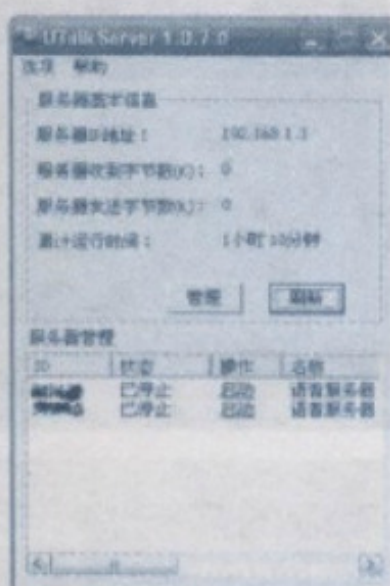 UTalk Server 1.0.7.0
选项 帮助
服务器基本信息
服务器IP地址： 192.168.1.3
服务器收到字节数(K)： 0
服务器发送字节数(K)： 0
累计运行时间： 1小时10分钟
管理 刷新
服务器管理
ID 状态 操作 名称
已停止 启动 语音服务器
已停止 启动 语音服务器